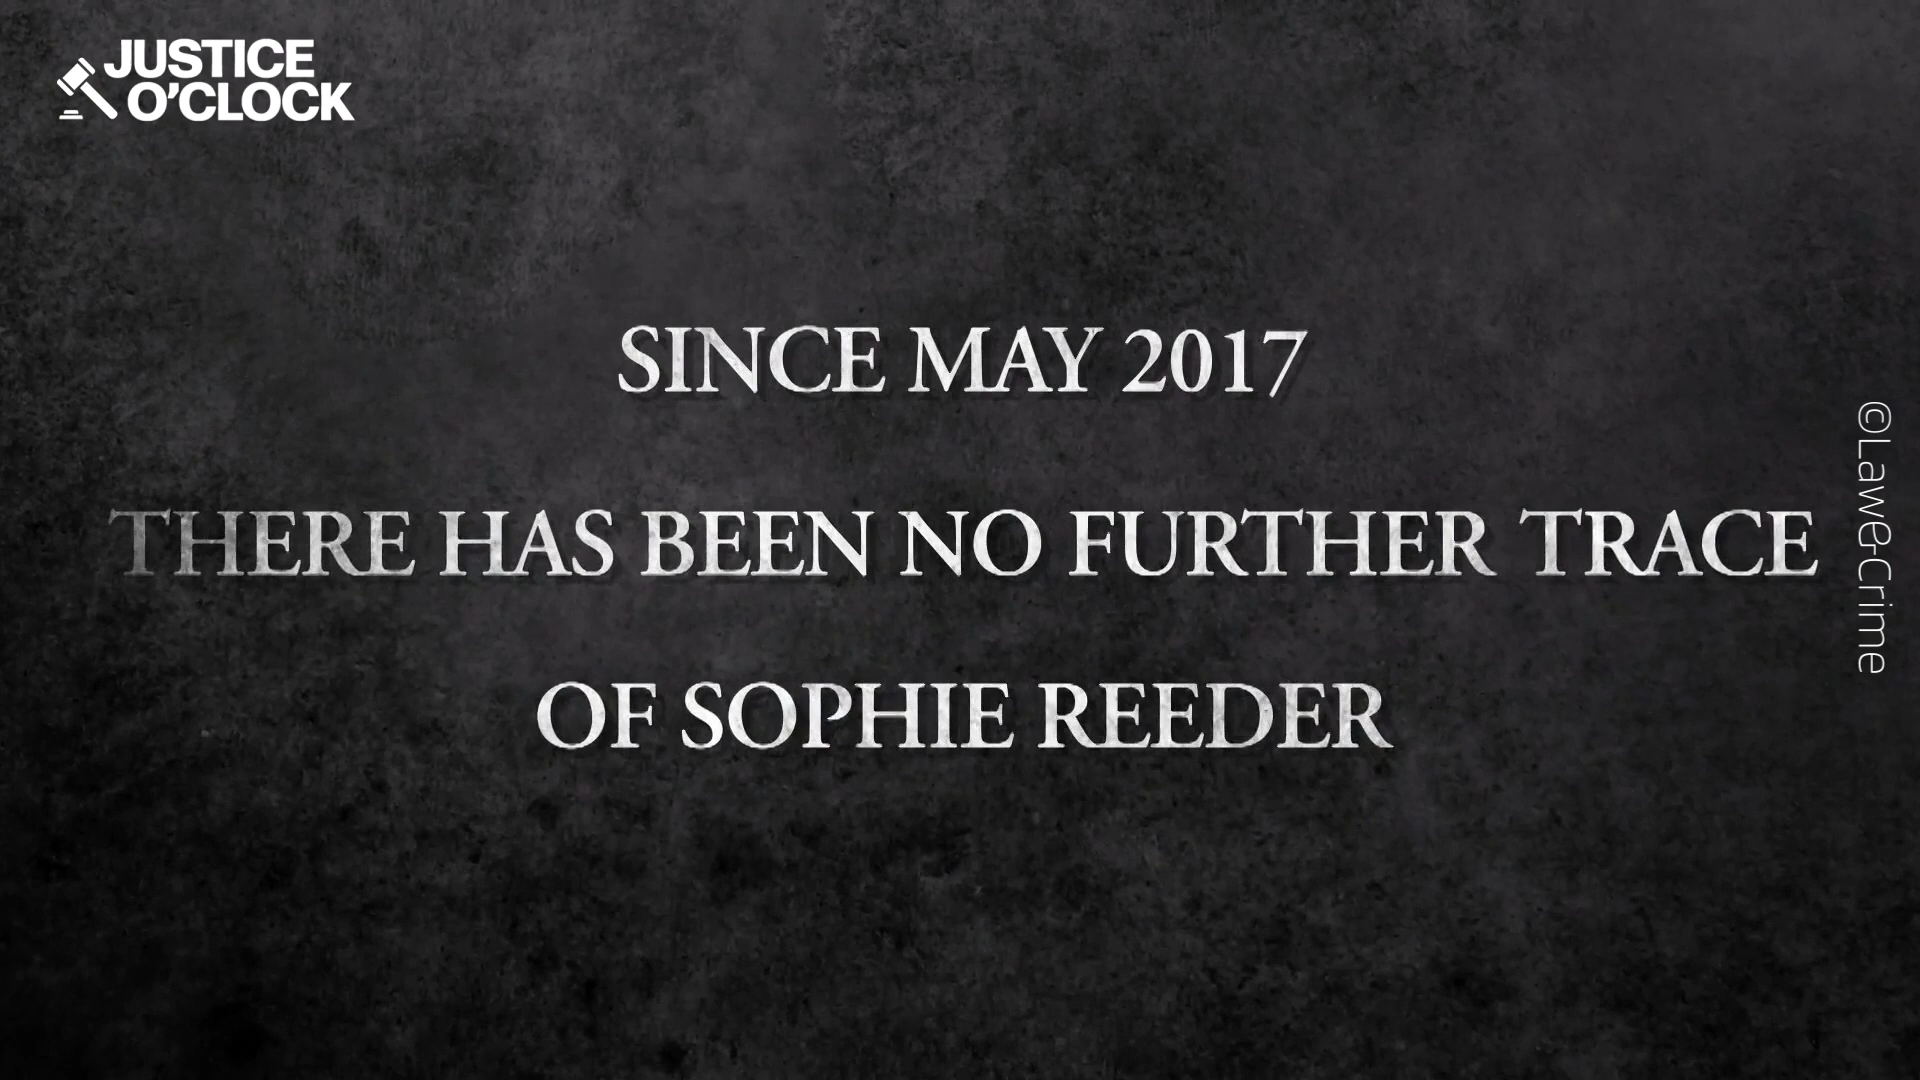 JUSTICE
O'CLOCK
SINCE MAY 2017
THERE HAS BEEN NO FURTHER TRACE
OF SOPHIE REEDER
©Law&Crime